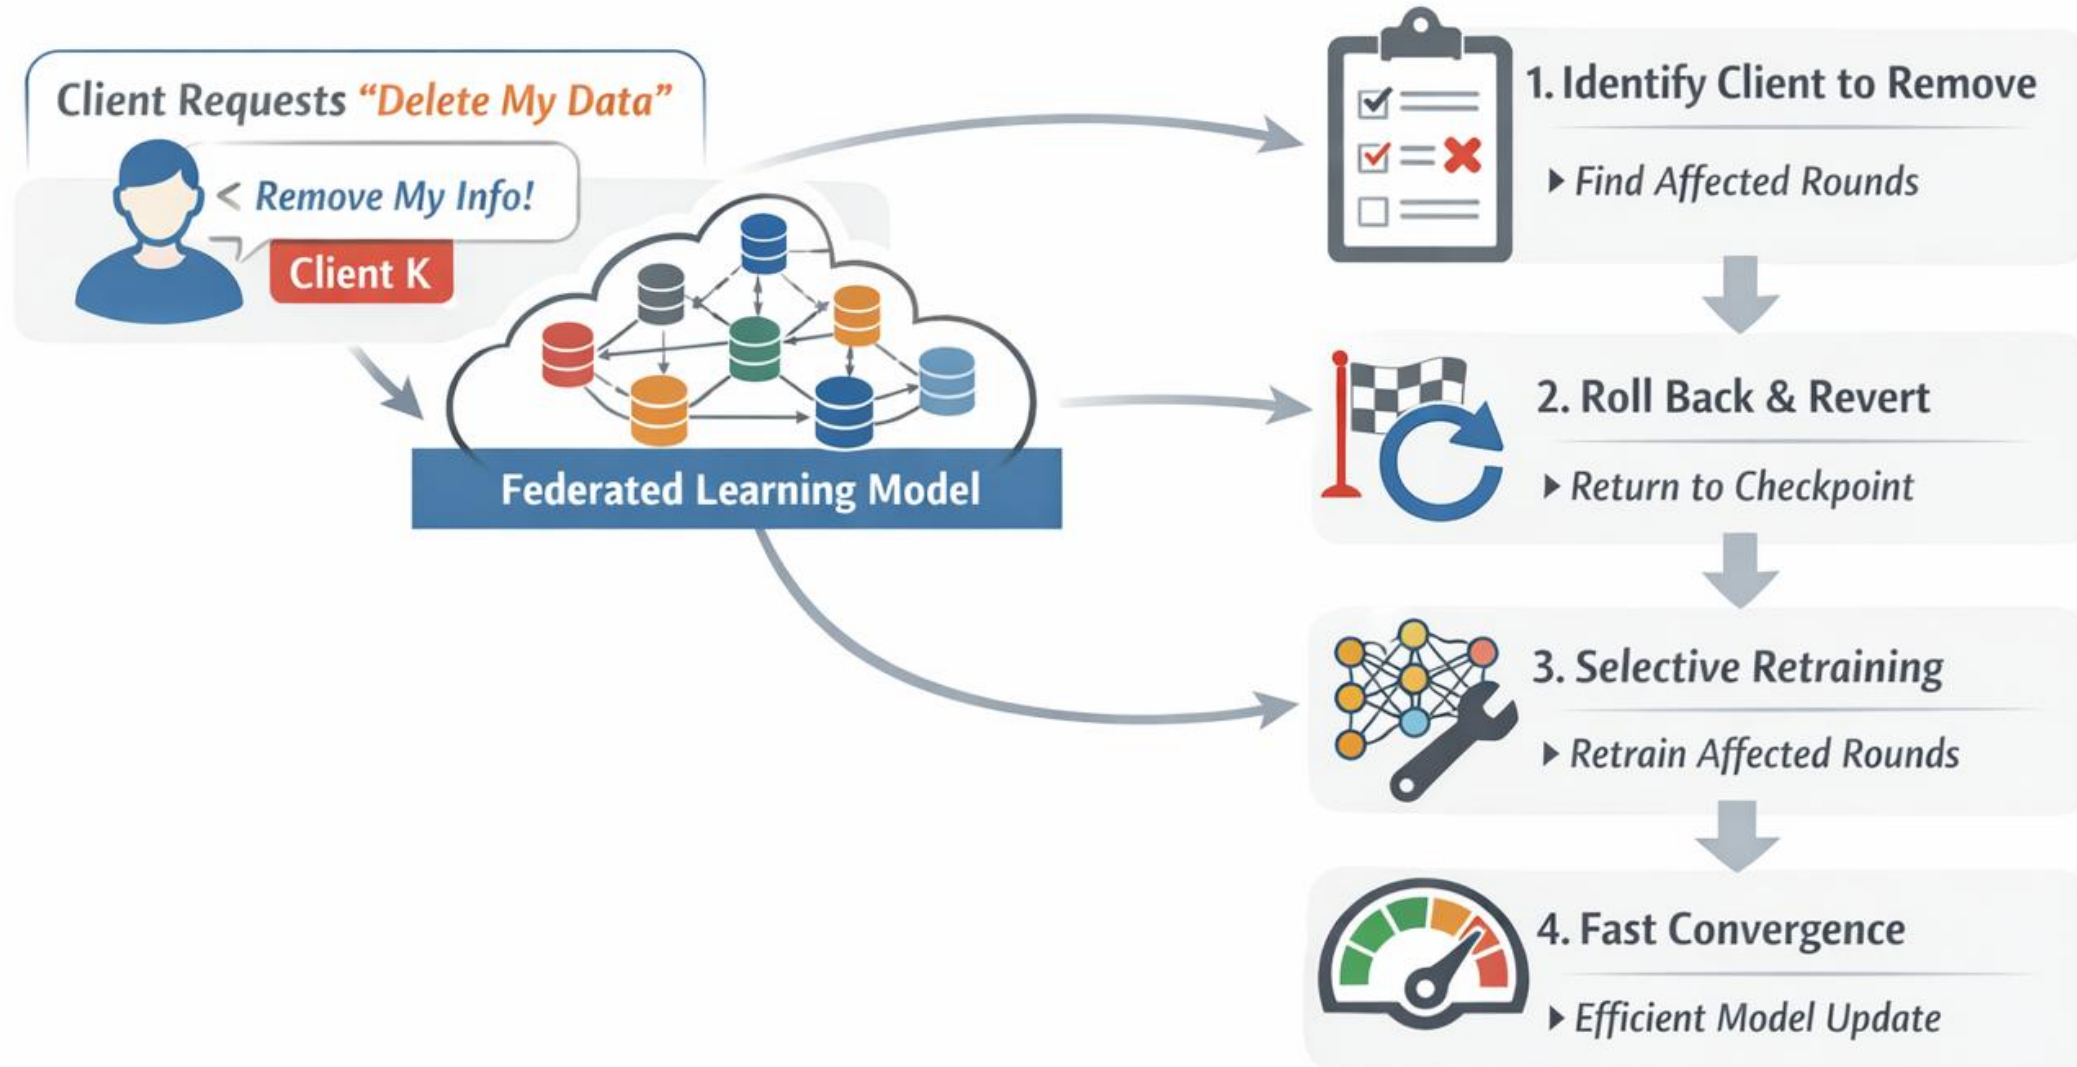 Client Requests “Delete My Data”
< Remove My Info!
Client K
Federated Learning Model
1. Identify Client to Remove
▶ Find Affected Rounds
2. Roll Back & Revert
▶ Return to Checkpoint
3. Selective Retraining
▶ Retrain Affected Rounds
4. Fast Convergence
▶ Efficient Model Update